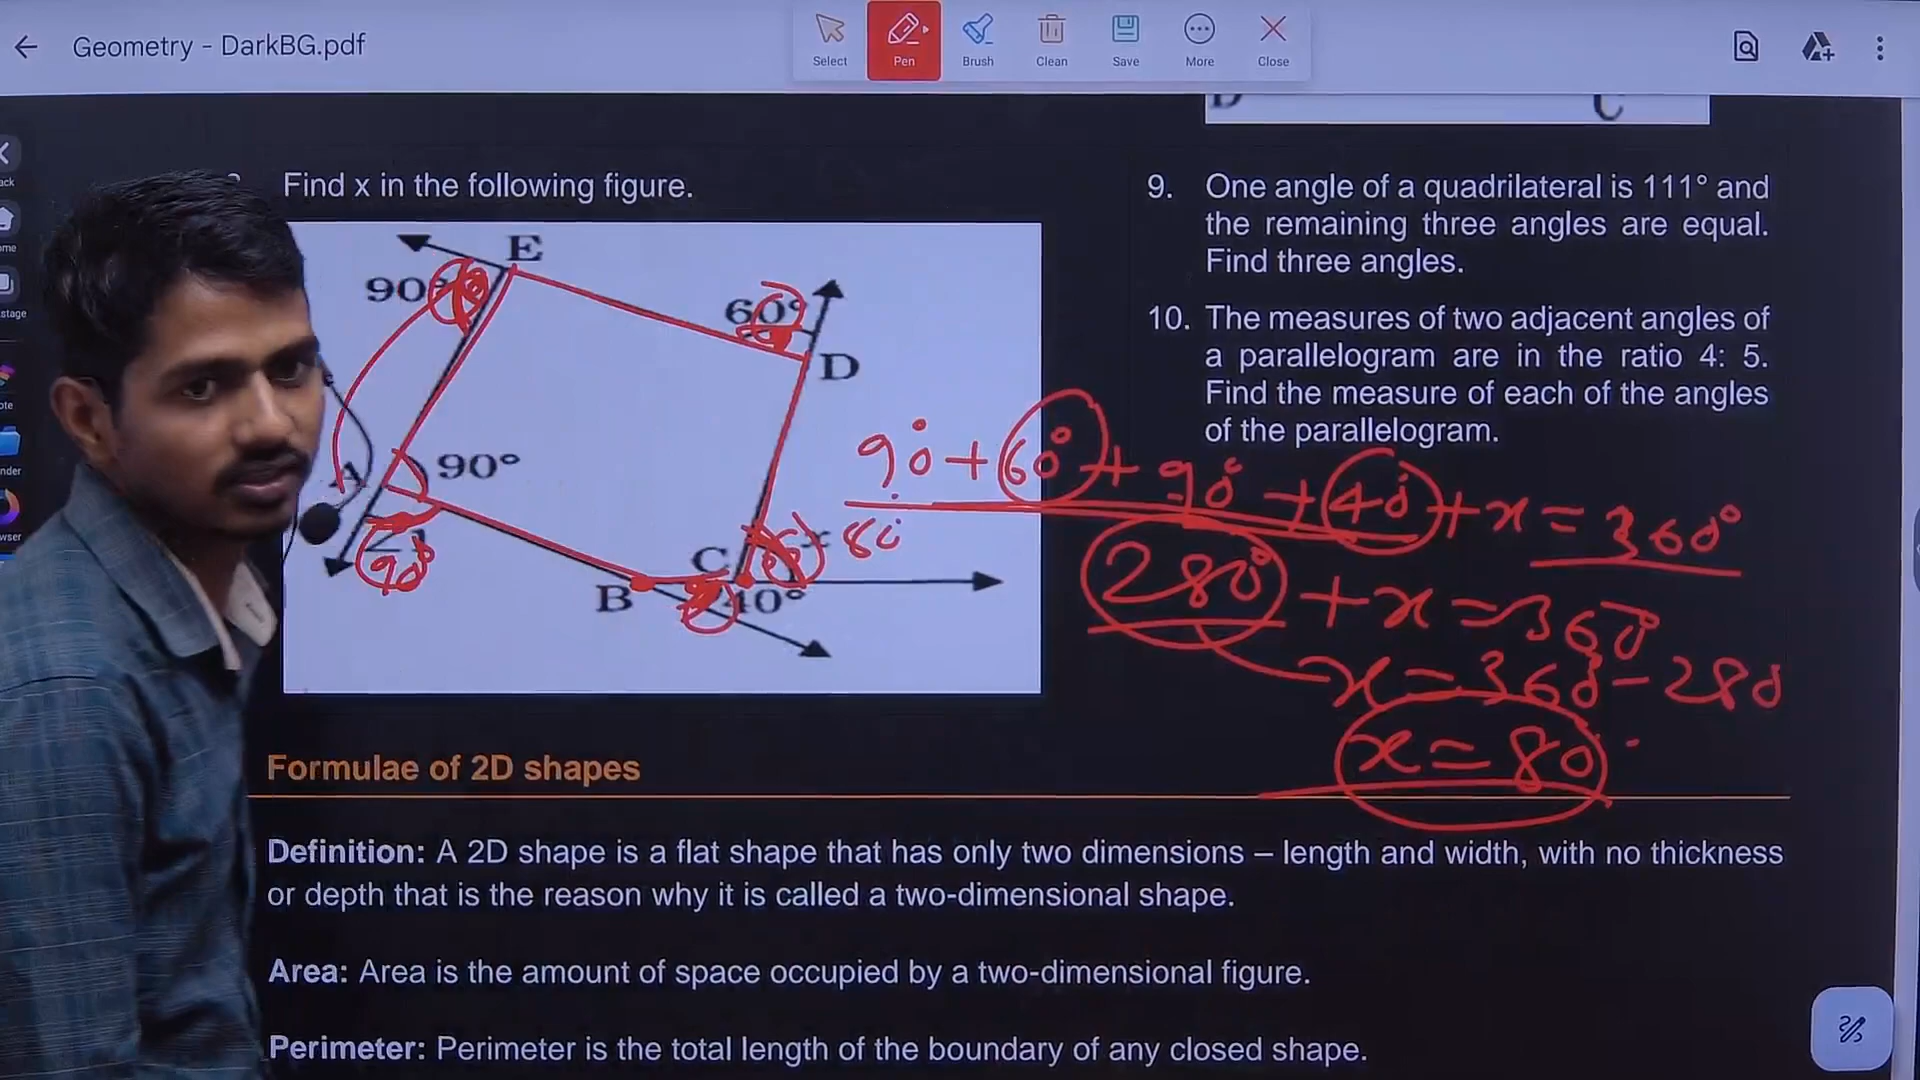 Geometry - DarkBG.pdf
Select
Pen
Brush
Clean
Save
More
Close
D
C
Find x in the following figure.
E
90°
60°
D
A
90°
90°
C
x
80°
B
40°
9. One angle of a quadrilateral is 111° and
the remaining three angles are equal.
Find three angles.
10. The measures of two adjacent angles of
a parallelogram are in the ratio 4: 5.
Find the measure of each of the angles
of the parallelogram.
90° + 60° + 90° + 40° + x = 360°
280° + x = 360°
x = 360° - 280
x = 80
Formulae of 2D shapes
Definition: A 2D shape is a flat shape that has only two dimensions – length and width, with no thickness
or depth that is the reason why it is called a two-dimensional shape.
Area: Area is the amount of space occupied by a two-dimensional figure.
Perimeter: Perimeter is the total length of the boundary of any closed shape.